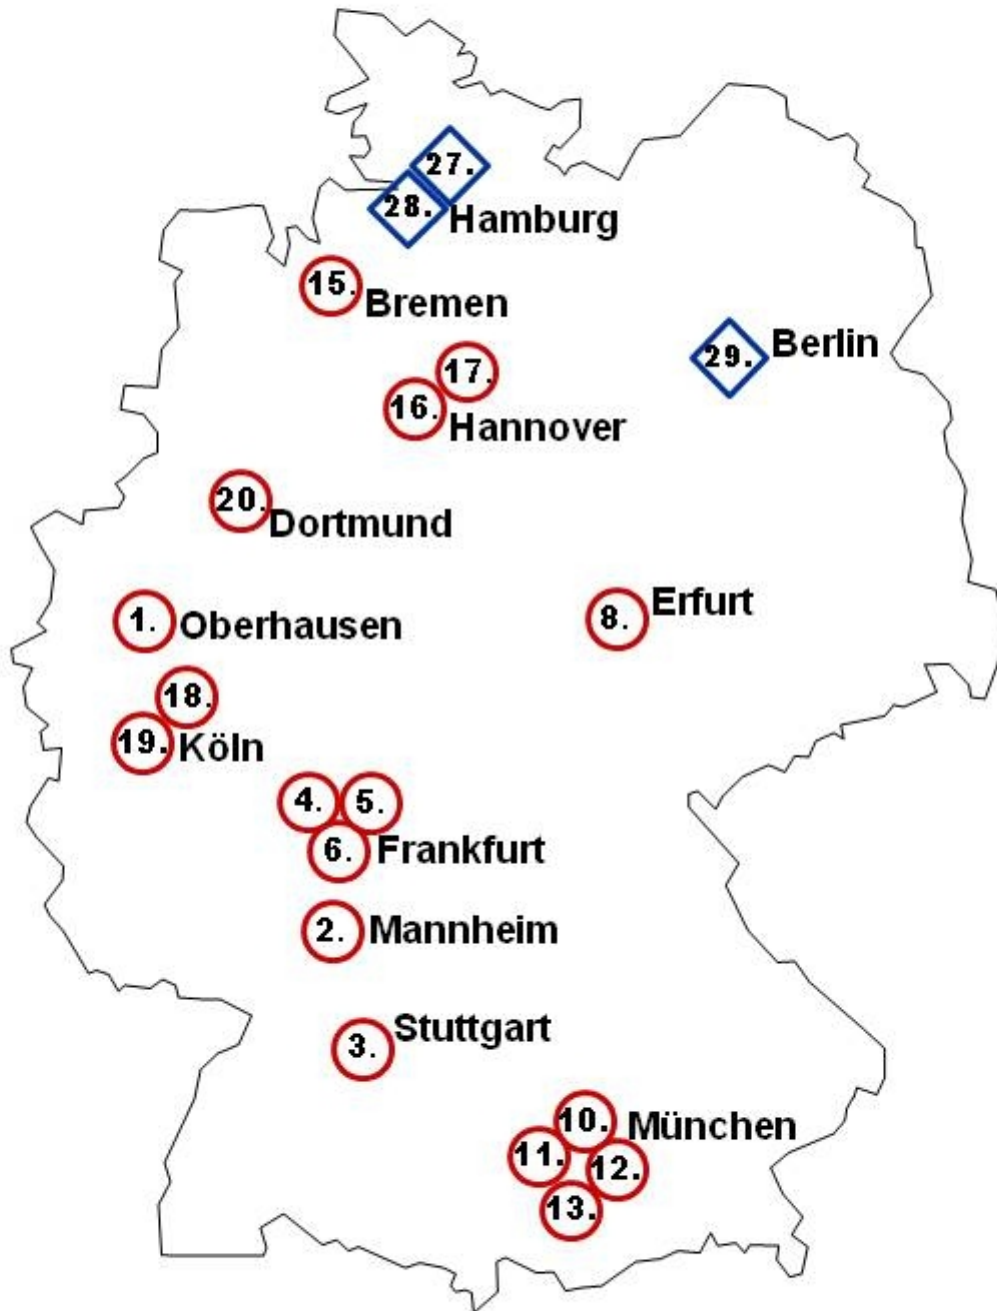 27.
28.
Hamburg
15.
Bremen
29.
Berlin
17.
16.
Hannover
20.
Dortmund
1.
Oberhausen
8.
Erfurt
18.
19.
Köln
4.
5.
6.
Frankfurt
2.
Mannheim
3.
Stuttgart
10.
München
11.
12.
13.